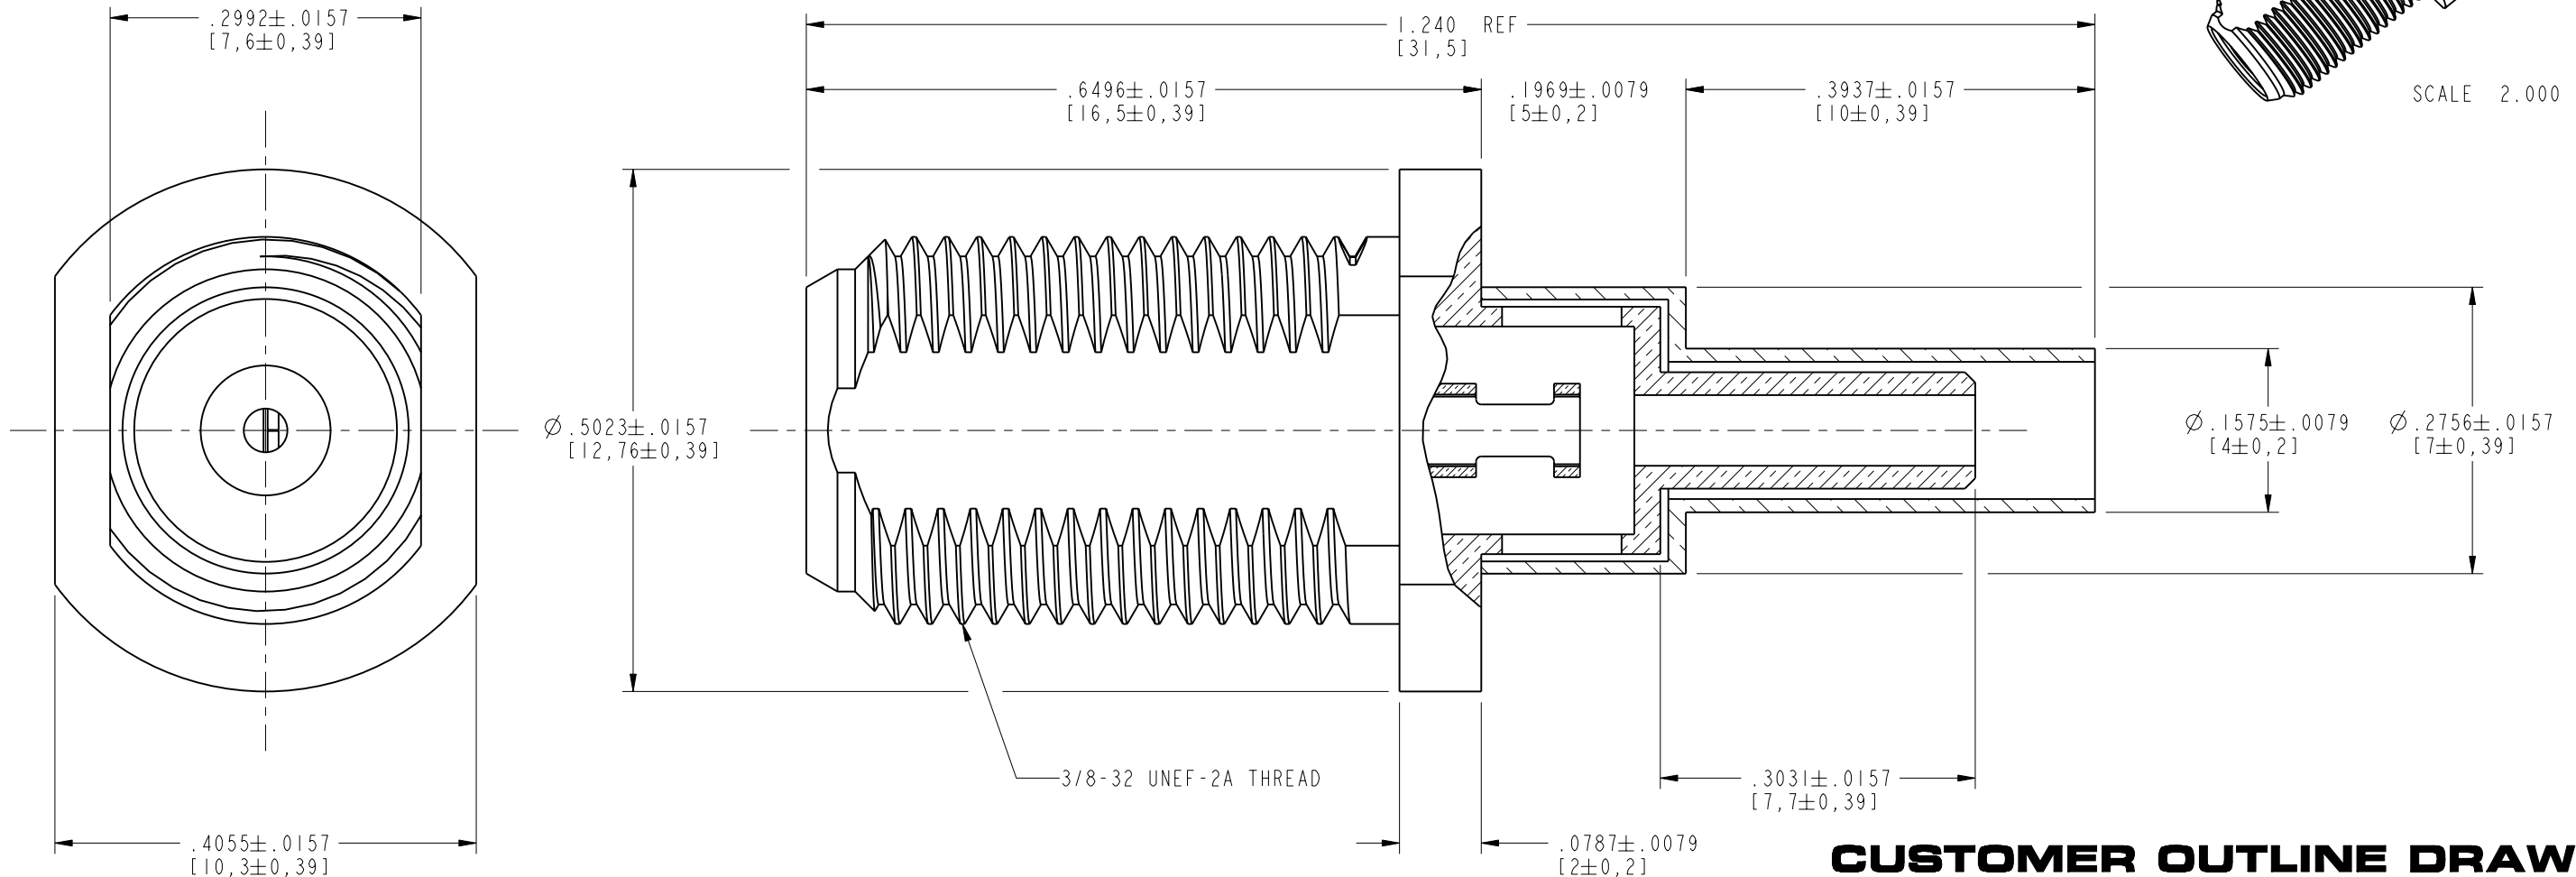 .2992±.0157
[7,6±0,39]
1.240 REF
[31,5]
.6496±.0157
[16,5±0,39]
.1969±.0079
[5±0,2]
.3937±.0157
[10±0,39]
SCALE 2.000
Ø.5023±.0157
[12,76±0,39]
Ø.1575±.0079
[4±0,2]
Ø.2756±.0157
[7±0,39]
3/8-32 UNEF-2A THREAD
.3031±.0157
[7,7±0,39]
.4055±.0157
[10,3±0,39]
.0787±.0079
[2±0,2]
CUSTOMER OUTLINE DRAW